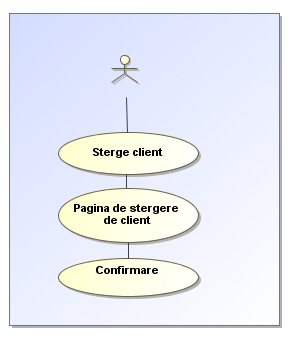 Sterge client
Pagina de stergere
de client
Confirmare